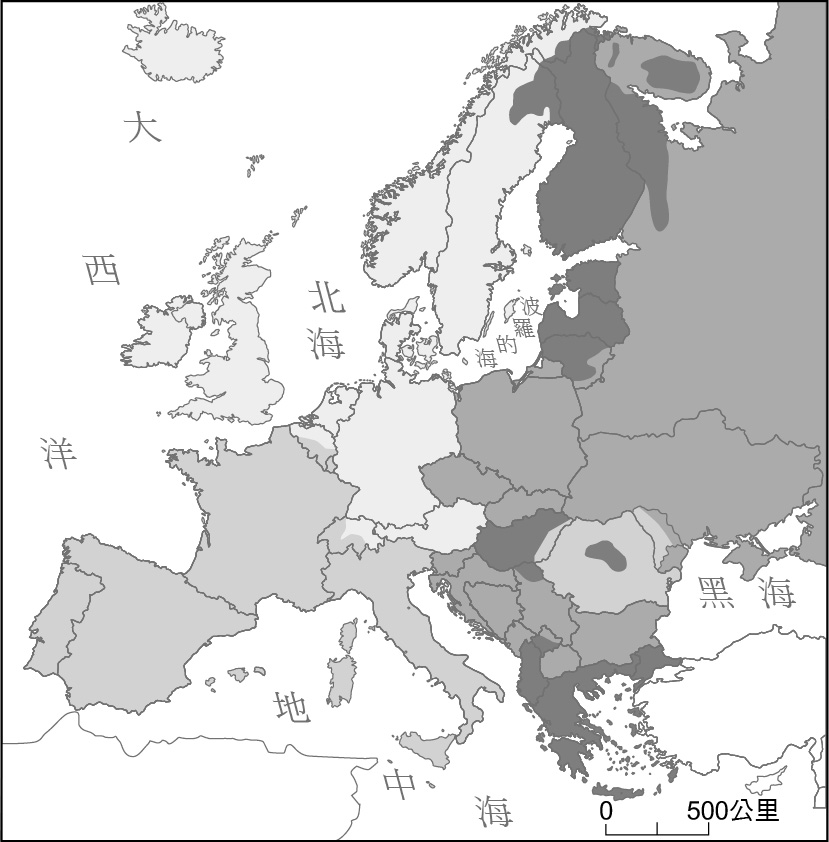 大
西
洋
北
海
波
羅
的
海
黑 海
地
中
海
0 500公里